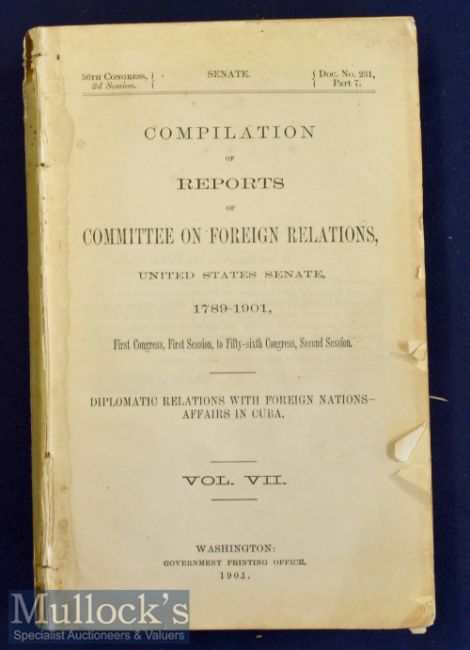 56TH CONGRESS, } SENATE. { DOC. No. 231,
2d Session. } { Part 7.
COMPILATION
OF
REPORTS
OF
COMMITTEE ON FOREIGN RELATIONS,
UNITED STATES SENATE,
1789-1901,
First Congress, First Session, to Fifty-sixth Congress, Second Session.
DIPLOMATIC RELATIONS WITH FOREIGN NATIONS—
AFFAIRS IN CUBA.
VOL. VII.
WASHINGTON:
GOVERNMENT PRINTING OFFICE.
1901.
Mullock's
Specialist Auctioneers & Valuers